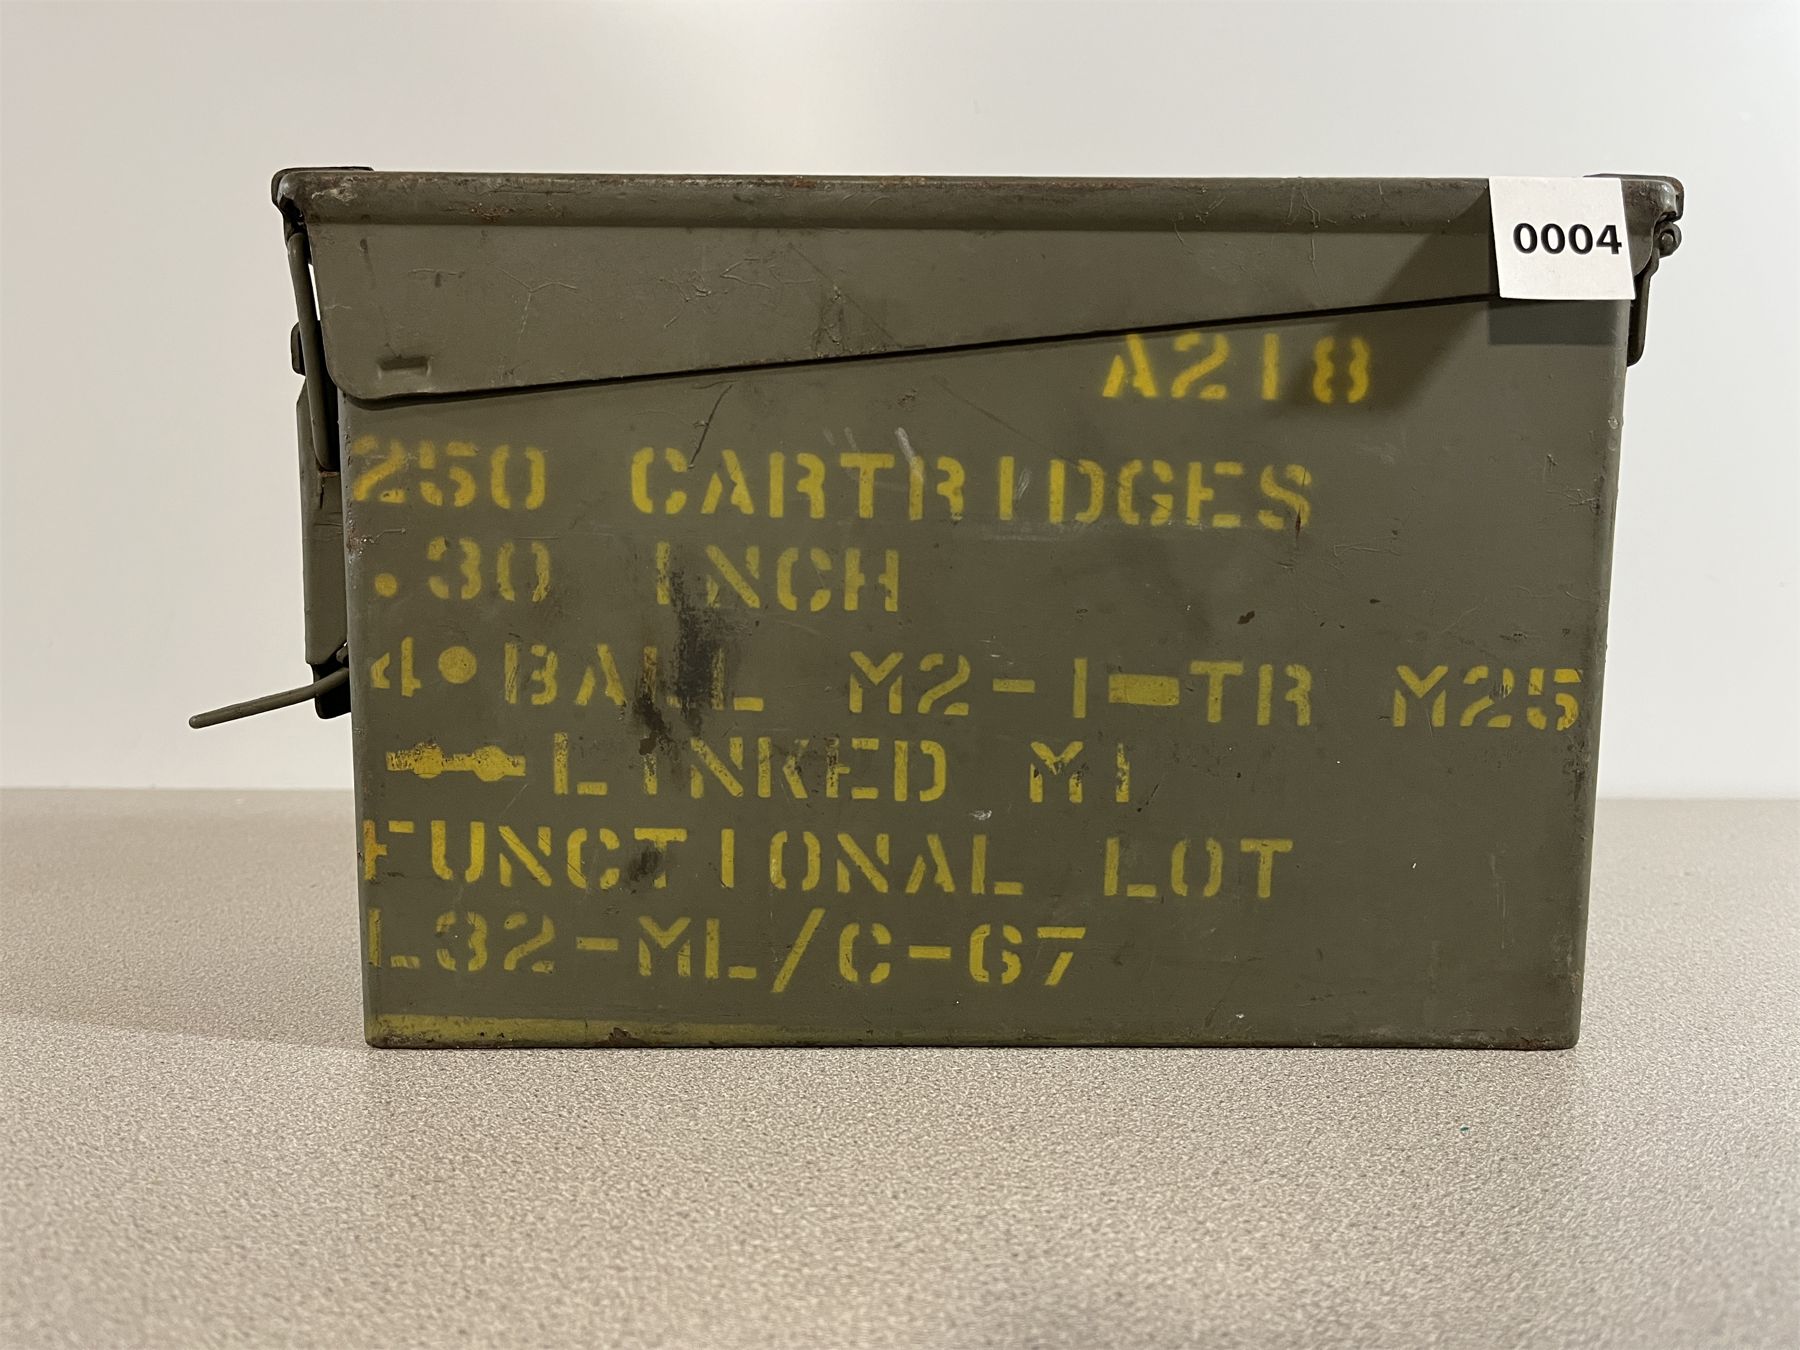 0004
A218
250 CARTRIDGES
.30 INCH
4 BALL M2-1 TR M25
LINKED M1
FUNCTIONAL LOT
L32-ML/C-67